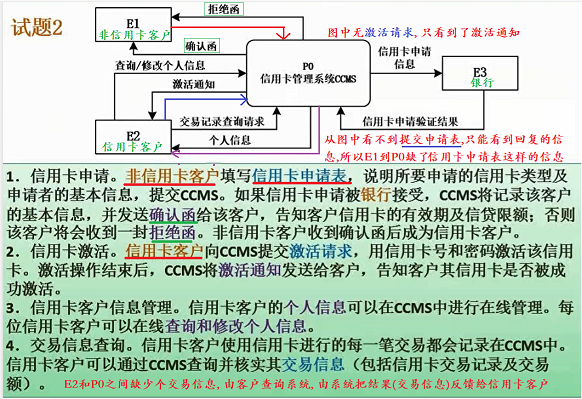 试题2
E1
非信用卡客户
拒绝函
确认函
查询/修改个人信息
激活通知
P0
信用卡管理系统CCMS
图中无激活请求, 只看到了激活通知
信用卡申请
信息
E3
银行
E2
信用卡客户
交易记录查询请求
个人信息
信用卡申请验证结果
从图中看不到提交申请表,只能看到回复的信
息,所以E1到P0缺了信用卡申请表这样的信息
1．信用卡申请。非信用卡客户填写信用卡申请表，说明所要申请的信用卡类型及
申请者的基本信息，提交CCMS。如果信用卡申请被银行接受，CCMS将记录该客户
的基本信息，并发送确认函给该客户，告知客户信用卡的有效期及信贷限额；否则
该客户将会收到一封拒绝函。非信用卡客户收到确认函后成为信用卡客户。
2．信用卡激活。信用卡客户向CCMS提交激活请求，用信用卡号和密码激活该信用
卡。激活操作结束后，CCMS将激活通知发送给客户，告知客户其信用卡是否被成
功激活。
3．信用卡客户信息管理。信用卡客户的个人信息可以在CCMS中进行在线管理。每
位信用卡客户可以在线查询和修改个人信息。
4．交易信息查询。信用卡客户使用信用卡进行的每一笔交易都会记录在CCMS中。
信用卡客户可以通过CCMS查询并核实其交易信息（包括信用卡交易记录及交易
额）。 E2和P0之间缺少个交易信息, 由客户查询系统, 由系统把结果(交易信息)反馈给信用卡客户